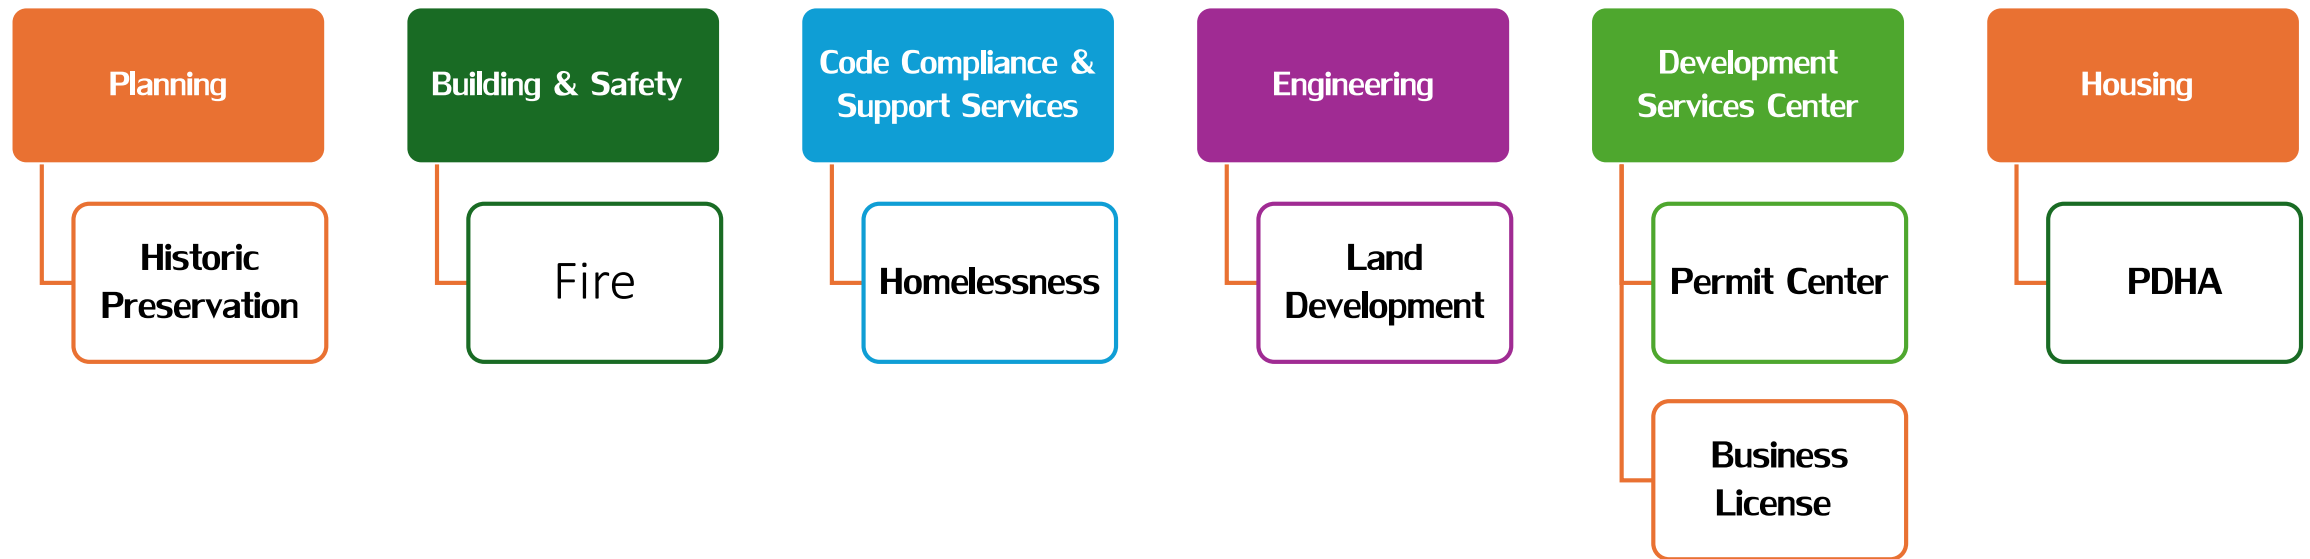 Planning
Historic
Preservation
Building & Safety
Fire
Code Compliance &
Support Services
Homelessness
Engineering
Land
Development
Development
Services Center
Permit Center
Business
License
Housing
PDHA